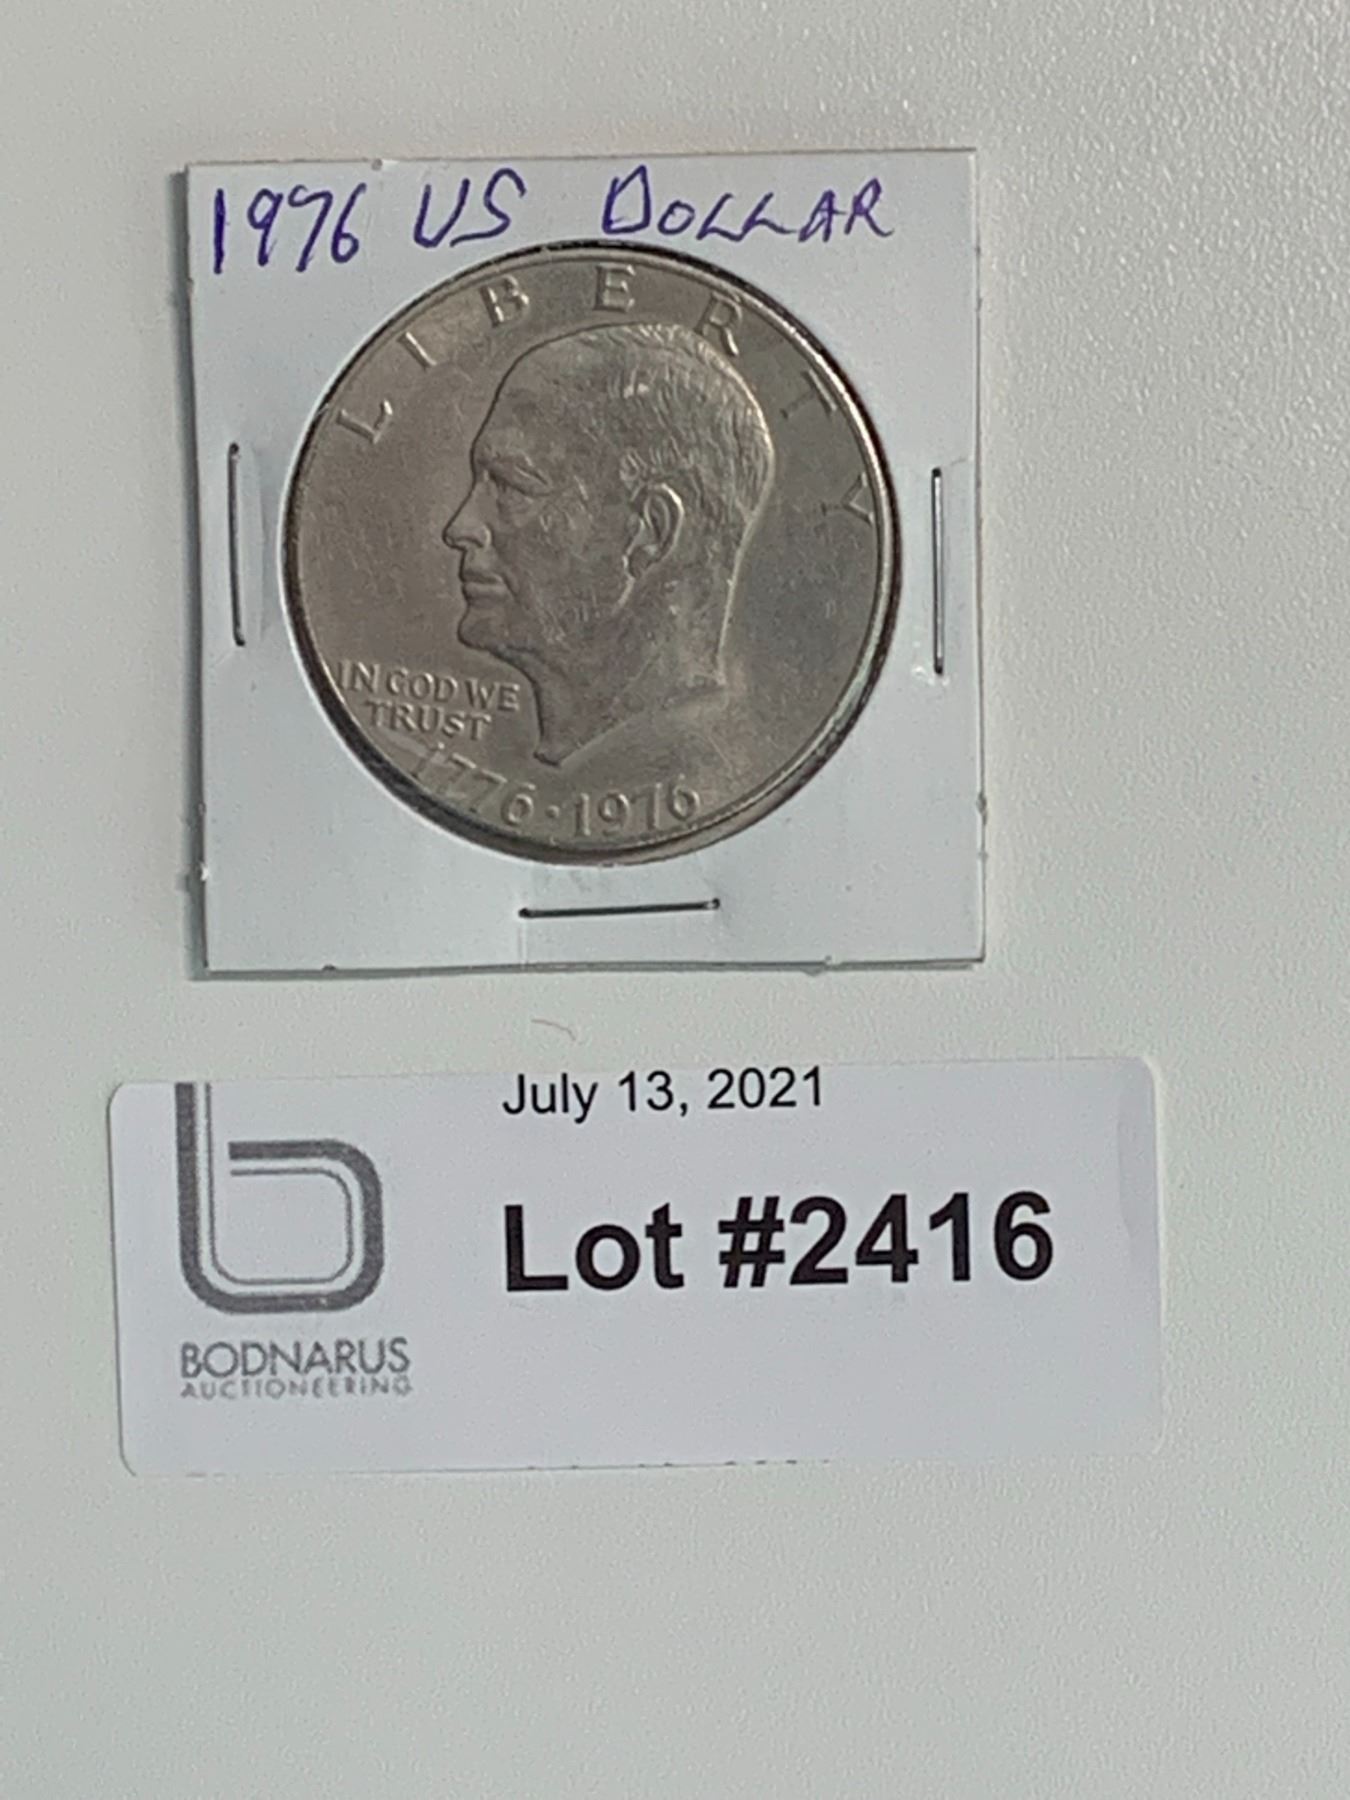 1976 US DOLLAR
LIBERTY
IN GOD WE
TRUST
1776 · 1976
July 13, 2021
Lot #2416
BODNARUS
AUCTIONEERING